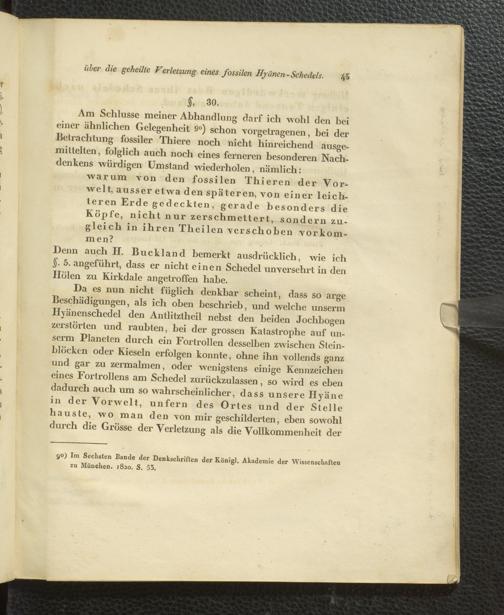 über die geheilte Verletzung eines fossilen Hyänen-Schedels. 45
§. 30.
Am Schlusse meiner Abhandlung darf ich wohl den bei
einer ähnlichen Gelegenheit 90) schon vorgetragenen, bei der
Betrachtung fossiler Thiere noch nicht hinreichend ausge-
mittelten, folglich auch noch eines ferneren besonderen Nach-
denkens würdigen Umstand wiederholen, nämlich:
warum von den fossilen Thieren der Vor-
welt, ausser etwa den späteren, von einer leich-
teren Erde gedeckten, gerade besonders die
Köpfe, nicht nur zerschmettert, sondern zu-
gleich in ihren Theilen verschoben vorkom-
men?
Denn auch H. Buckland bemerkt ausdrücklich, wie ich
§. 5. angeführt, dass er nicht einen Schedel unversehrt in den
Hölen zu Kirkdale angetroffen habe.
Da es nun nicht füglich denkbar scheint, dass so arge
Beschädigungen, als ich oben beschrieb, und welche unserm
Hyänenschedel den Antlitztheil nebst den beiden Jochbogen
zerstörten und raubten, bei der grossen Katastrophe auf un-
serm Planeten durch ein Fortrollen desselben zwischen Stein-
blöcken oder Kieseln erfolgen konnte, ohne ihn vollends ganz
und gar zu zermalmen, oder wenigstens einige Kennzeichen
eines Fortrollens am Schedel zurückzulassen, so wird es eben
dadurch auch um so wahrscheinlicher, dass unsere Hyäne
in der Vorwelt, unfern des Ortes und der Stelle
hauste, wo man den von mir geschilderten, eben sowohl
durch die Grösse der Verletzung als die Vollkommenheit der
90) Im Sechsten Bande der Denkschriften der Königl. Akademie der Wissenschaften
zu München. 1820. S. 53.